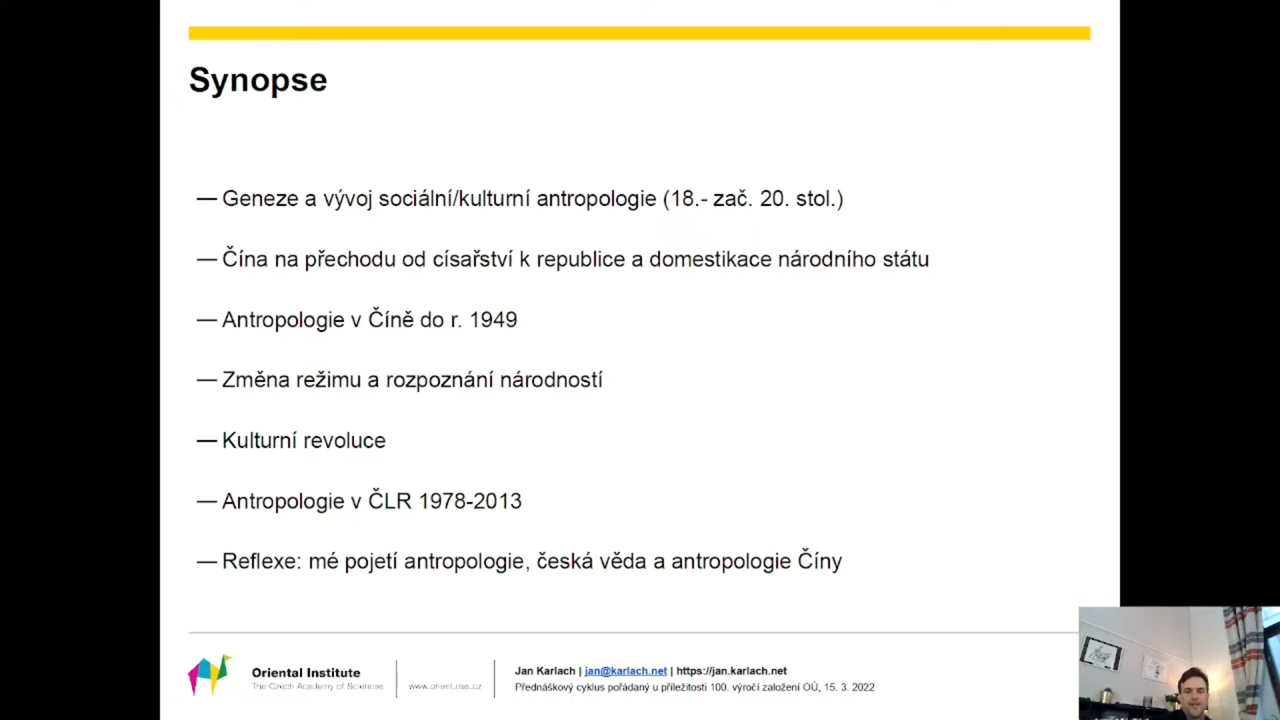 Synopse
— Geneze a vývoj sociální/kulturní antropologie (18.- zač. 20. stol.)
— Čína na přechodu od císařství k republice a domestikace národního státu
— Antropologie v Číně do r. 1949
— Změna režimu a rozpoznání národností
— Kulturní revoluce
— Antropologie v ČLR 1978-2013
— Reflexe: mé pojetí antropologie, česká věda a antropologie Číny
Oriental Institute
The Czech Academy of Sciences
www.orient.cas.cz
Jan Karlach | jan@karlach.net | https://jan.karlach.net
Přednáškový cyklus pořádaný u příležitosti 100. výročí založení OÚ, 15. 3. 2022